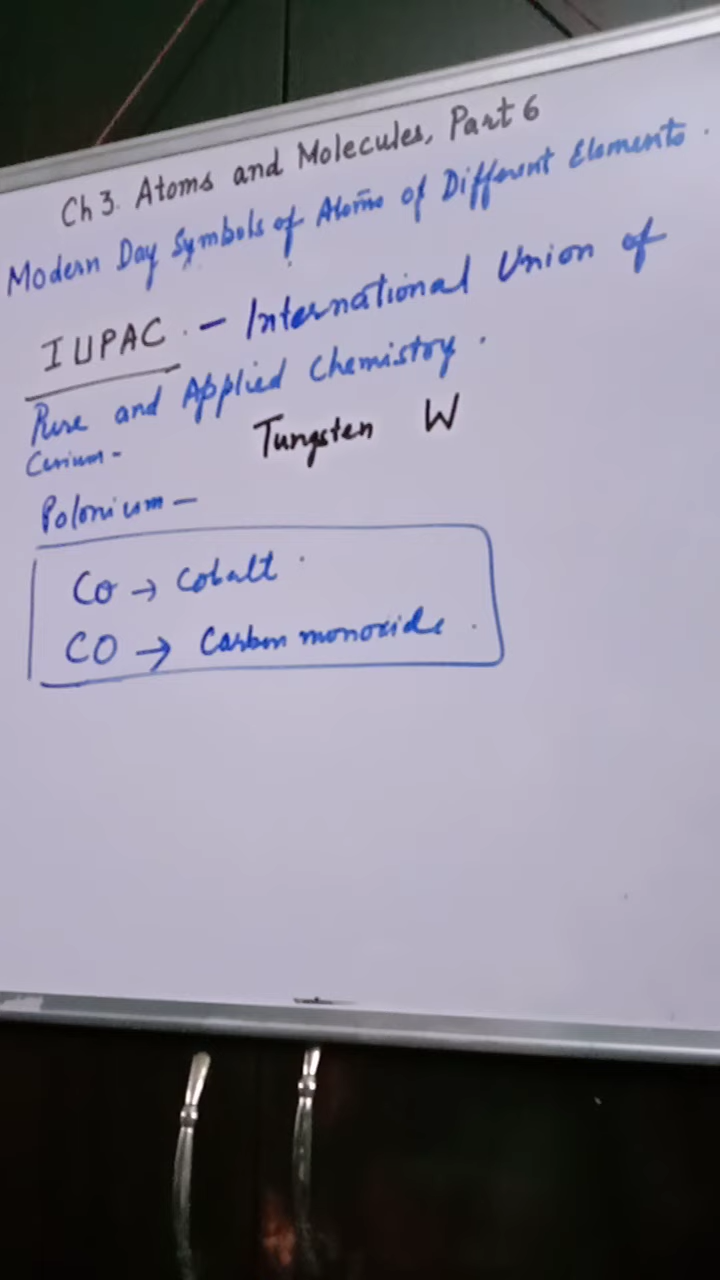 Ch 3. Atoms and Molecules, Part 6
Modern Day Symbols of Atoms of Different Elements.
IUPAC. - International Union of
Pure and Applied Chemistry.
Curium - Tungsten W
Polonium -
Co → Cobalt.
CO → Carbon monoxide.